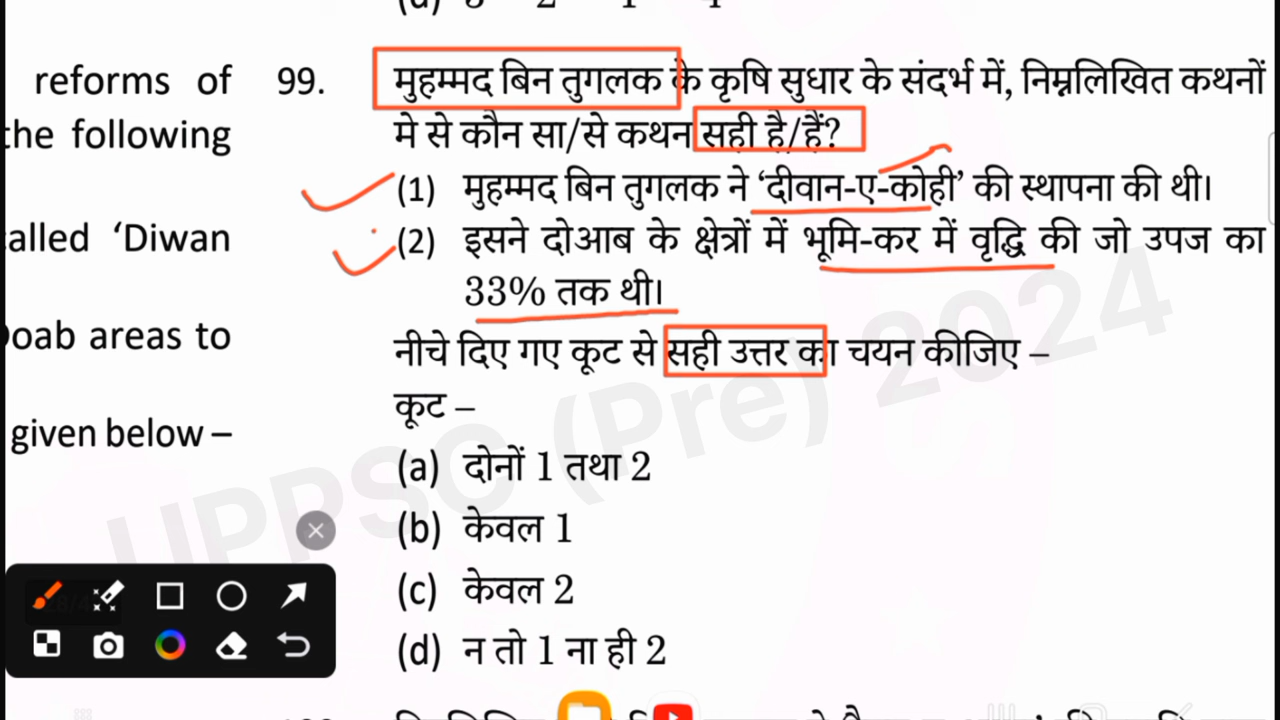 reforms of
the following
alled ‘Diwan
oab areas to
given below –
99. मुहम्मद बिन तुगलक के कृषि सुधार के संदर्भ में, निम्नलिखित कथनों
मे से कौन सा/से कथन सही है/हैं?
(1) मुहम्मद बिन तुगलक ने ‘दीवान-ए-कोही’ की स्थापना की थी।
(2) इसने दोआब के क्षेत्रों में भूमि-कर में वृद्धि की जो उपज का
33% तक थी।
नीचे दिए गए कूट से सही उत्तर का चयन कीजिए –
कूट –
(a) दोनों 1 तथा 2
(b) केवल 1
(c) केवल 2
(d) न तो 1 ना ही 2
UPPSC (Pre) 2024